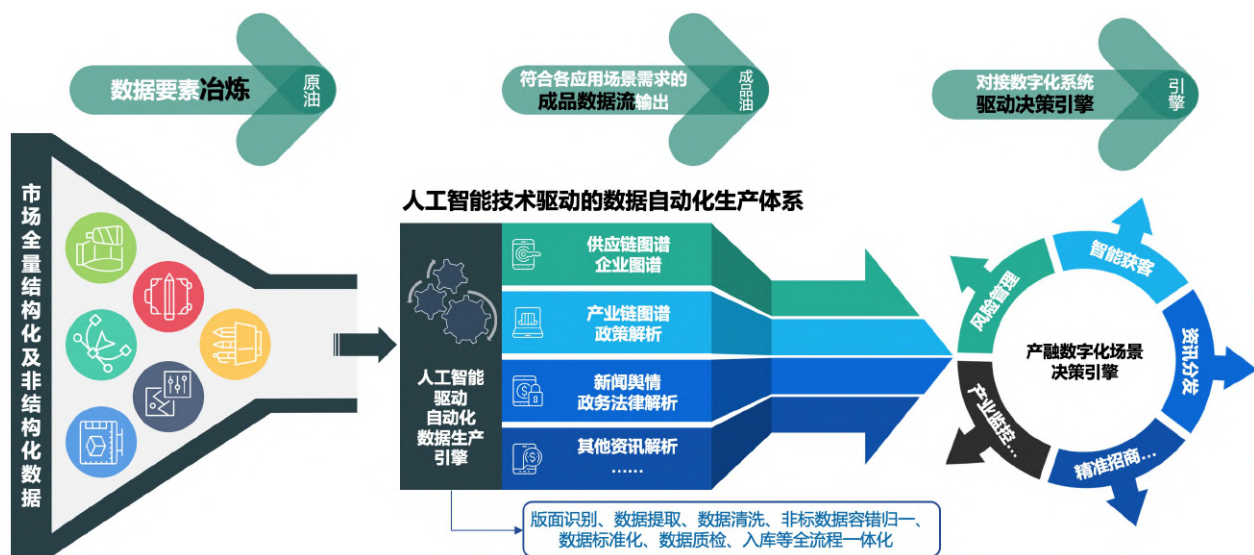 数据要素冶炼
原油
符合各应用场景需求的
成品数据流输出
成品油
对接数字化系统
驱动决策引擎
引擎
市场全量结构化及非结构化数据
人工智能技术驱动的数据自动化生产体系
人工智能
驱动
自动化
数据生产
引擎
供应链图谱
企业图谱
产业链图谱
政策解析
新闻舆情
政务法律解析
其他资讯解析
……
版面识别、数据提取、数据清洗、非标数据容错归一、
数据标准化、数据质检、入库等全流程一体化
风险管理
智能获客
资讯分发
精准招商…
产业监控…
产融数字化场景
决策引擎